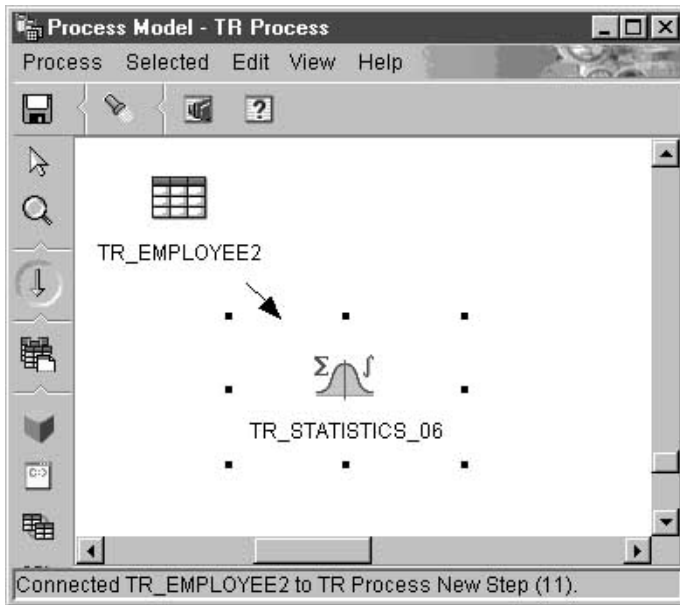 Process Model - TR Process
Process Selected Edit View Help
TR_EMPLOYEE2
Σ ∫
TR_STATISTICS_06
Connected TR_EMPLOYEE2 to TR Process New Step (11).